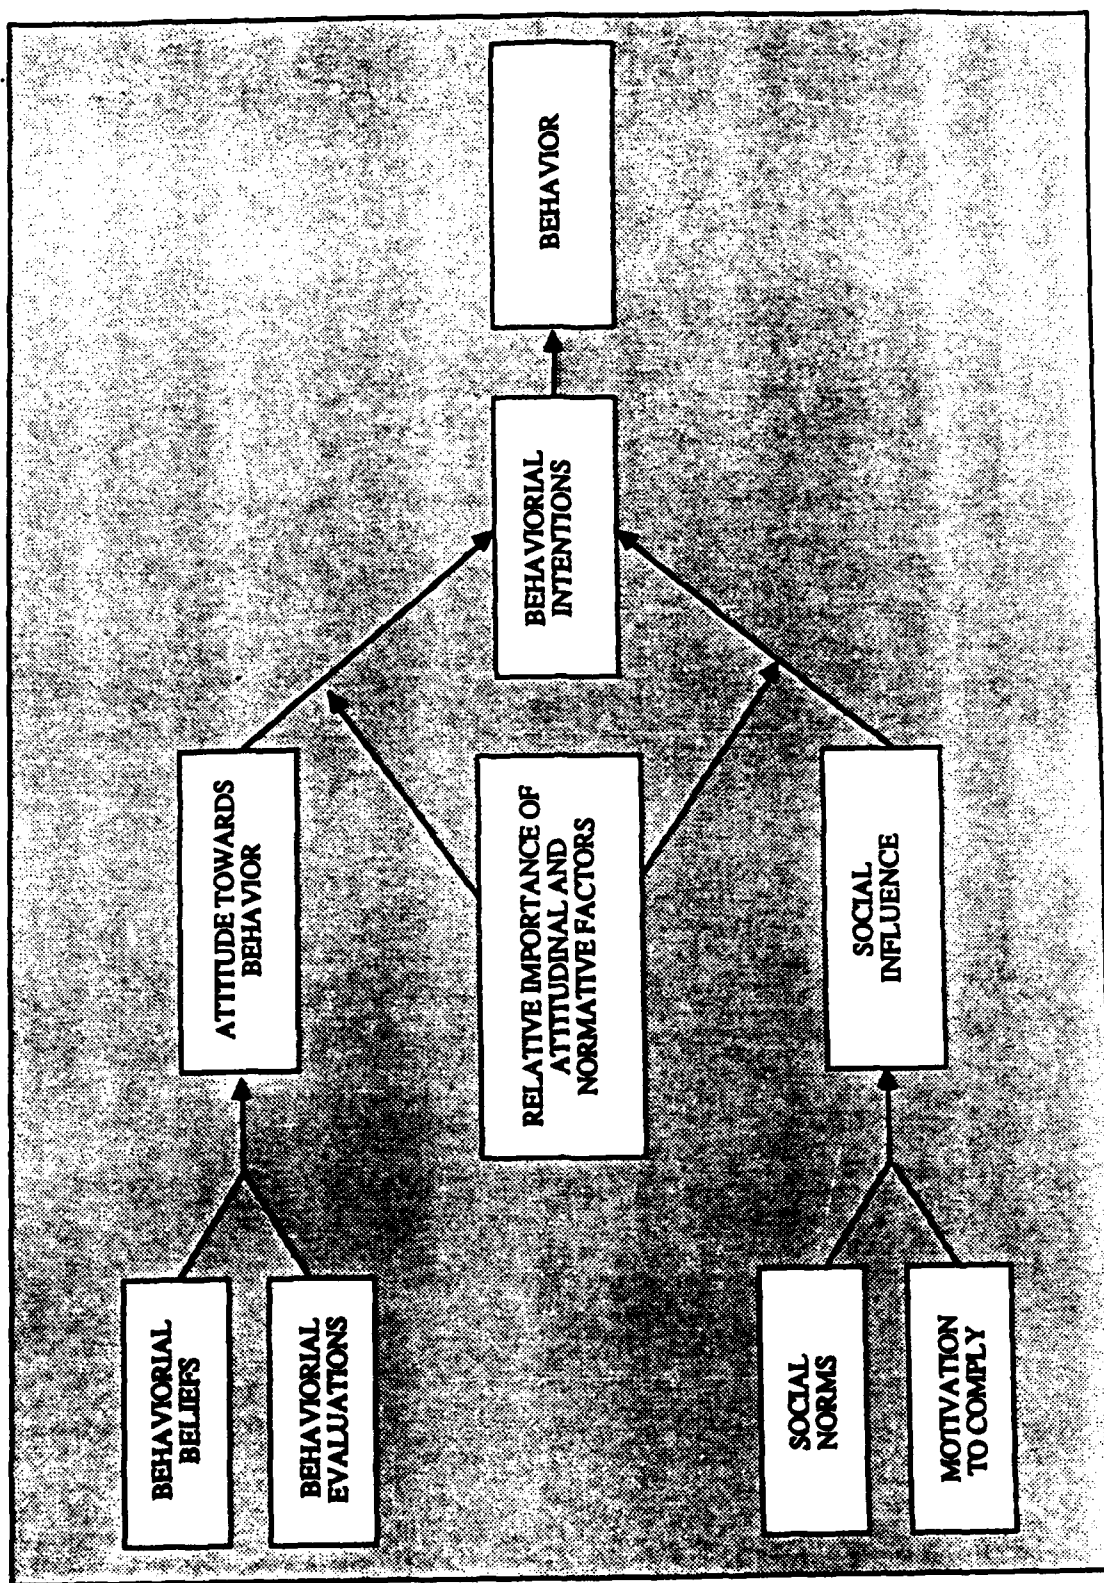 BEHAVIORIAL
BELIEFS
BEHAVIORIAL
EVALUATIONS
ATTITUDE TOWARDS
BEHAVIOR
RELATIVE IMPORTANCE OF
ATTITUDINAL AND
NORMATIVE FACTORS
BEHAVIORIAL
INTENTIONS
BEHAVIOR
SOCIAL
NORMS
MOTIVATION
TO COMPLY
SOCIAL
INFLUENCE